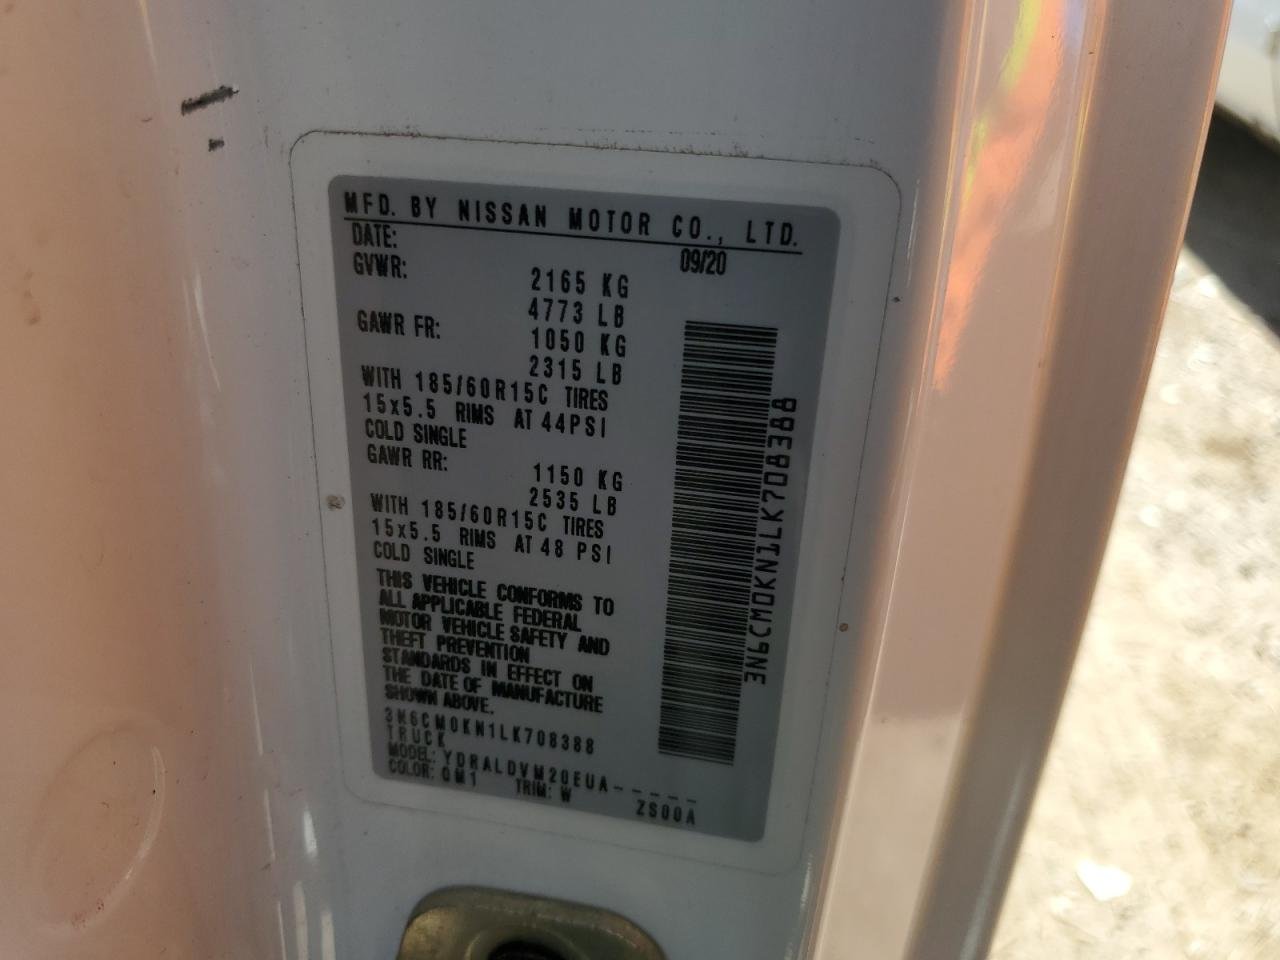 MFD. BY NISSAN MOTOR CO., LTD.
DATE: 09/20
GVWR: 2165 KG
4773 LB
GAWR FR: 1050 KG
2315 LB
WITH 185/60R15C TIRES
15x5.5 RIMS AT 44PSI
COLD SINGLE
GAWR RR: 1150 KG
2535 LB
WITH 185/60R15C TIRES
15x5.5 RIMS AT 48 PSI
COLD SINGLE
THIS VEHICLE CONFORMS TO
ALL APPLICABLE FEDERAL
MOTOR VEHICLE SAFETY AND
THEFT PREVENTION
STANDARDS IN EFFECT ON
THE DATE OF MANUFACTURE
SHOWN ABOVE.
3N6CM0KN1LK708388
TRUCK
MODEL: YDRALDVM20EUA-----
COLOR: QM1 TRIM: W ZS00A
3N6CM0KN1LK708388